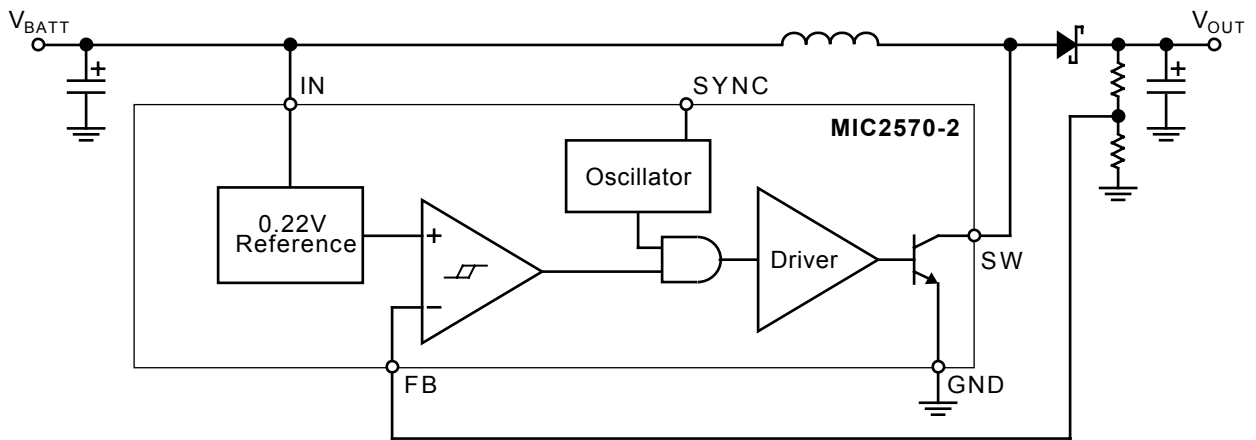 VBATT
VOUT
+
+
IN
SYNC
MIC2570-2
Oscillator
0.22V
Reference
+
Driver
SW
−
FB
GND